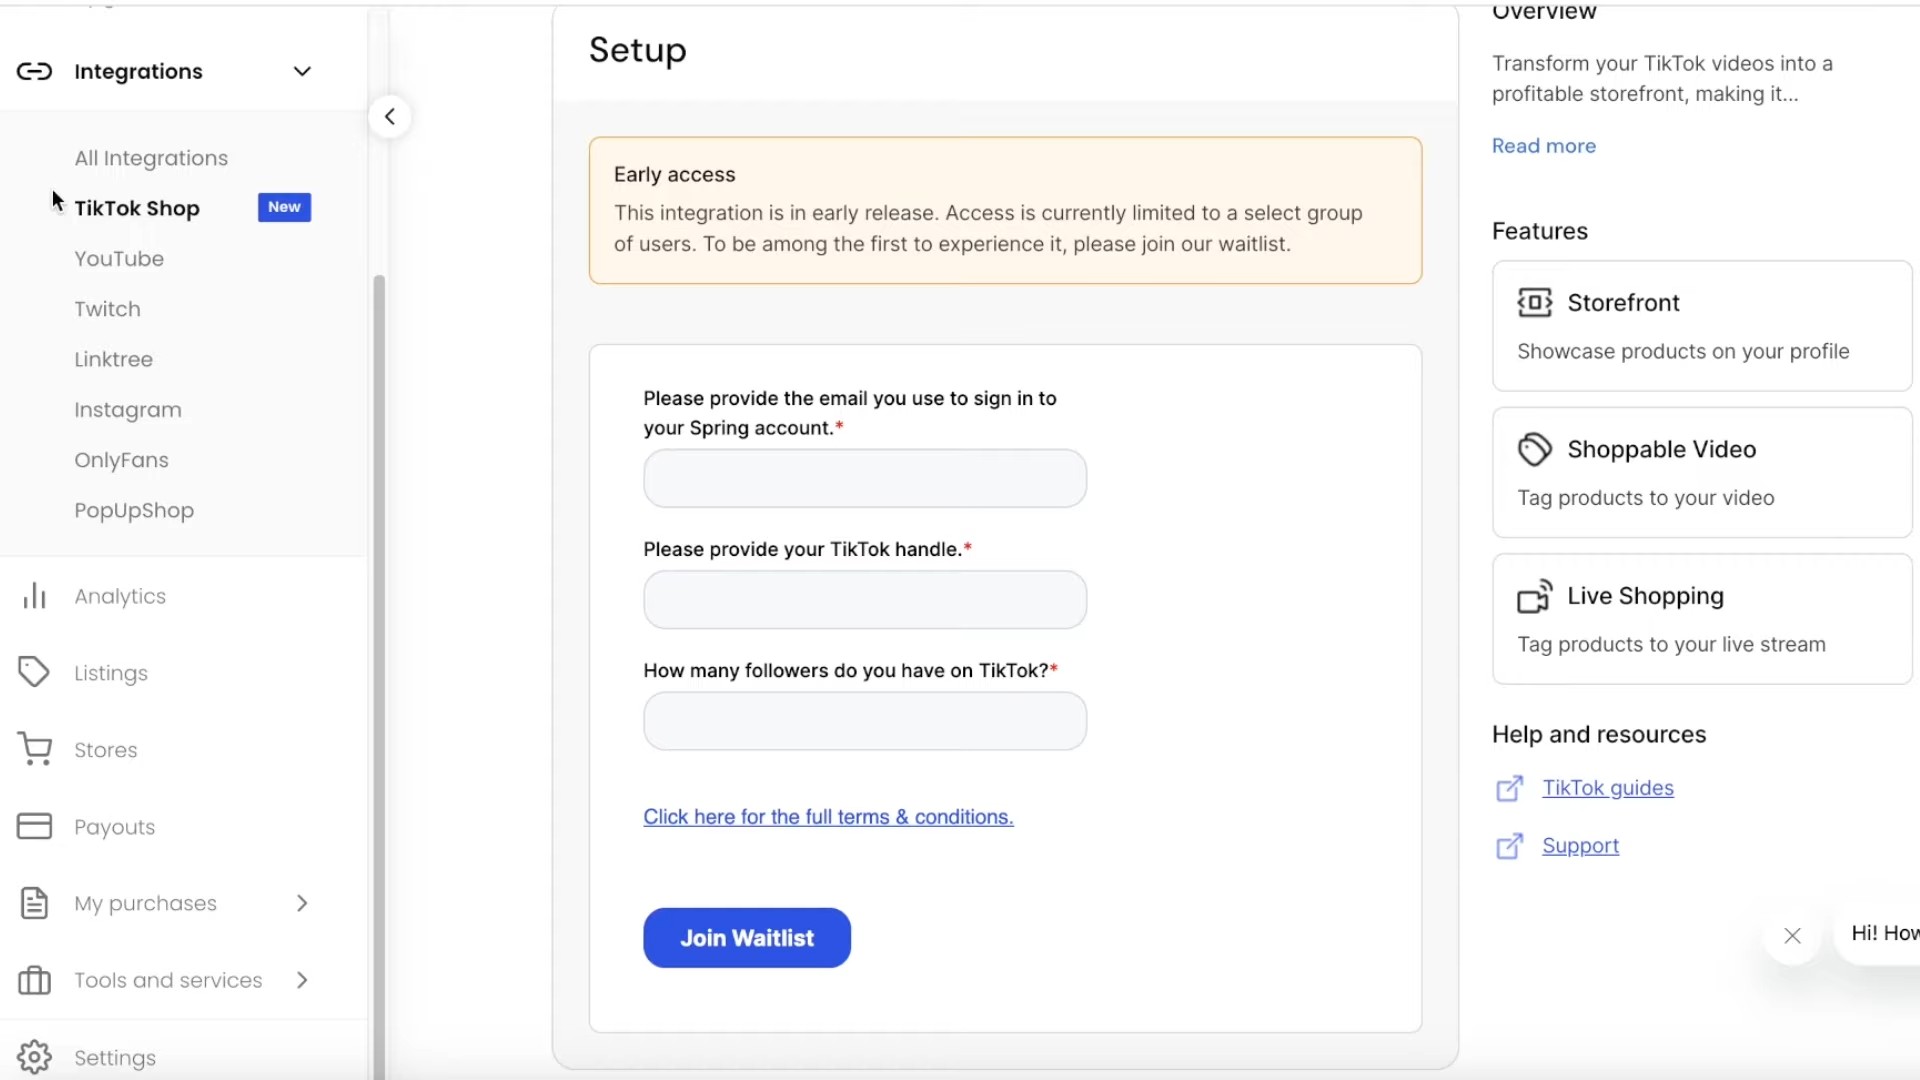 Integrations
All Integrations
TikTok Shop
New
YouTube
Twitch
Linktree
Instagram
OnlyFans
PopUpShop
Analytics
Listings
Stores
Payouts
My purchases
Tools and services
Settings
Setup
Early access
This integration is in early release. Access is currently limited to a select group
of users. To be among the first to experience it, please join our waitlist.
Please provide the email you use to sign in to
your Spring account.*
Please provide your TikTok handle.*
How many followers do you have on TikTok?*
Click here for the full terms & conditions.
Join Waitlist
Overview
Transform your TikTok videos into a
profitable storefront, making it...
Read more
Features
Storefront
Showcase products on your profile
Shoppable Video
Tag products to your video
Live Shopping
Tag products to your live stream
Help and resources
TikTok guides
Support
Hi! How